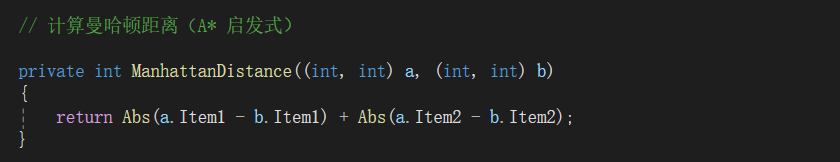 // 计算曼哈顿距离（A* 启发式）
private int ManhattanDistance((int, int) a, (int, int) b)
{
return Abs(a.Item1 - b.Item1) + Abs(a.Item2 - b.Item2);
}